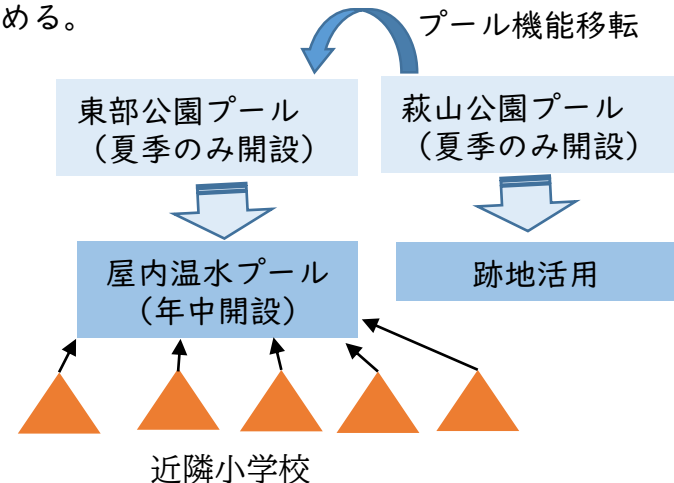 める。
プール機能移転
東部公園プール
（夏季のみ開設）
萩山公園プール
（夏季のみ開設）
屋内温水プール
（年中開設）
跡地活用
近隣小学校